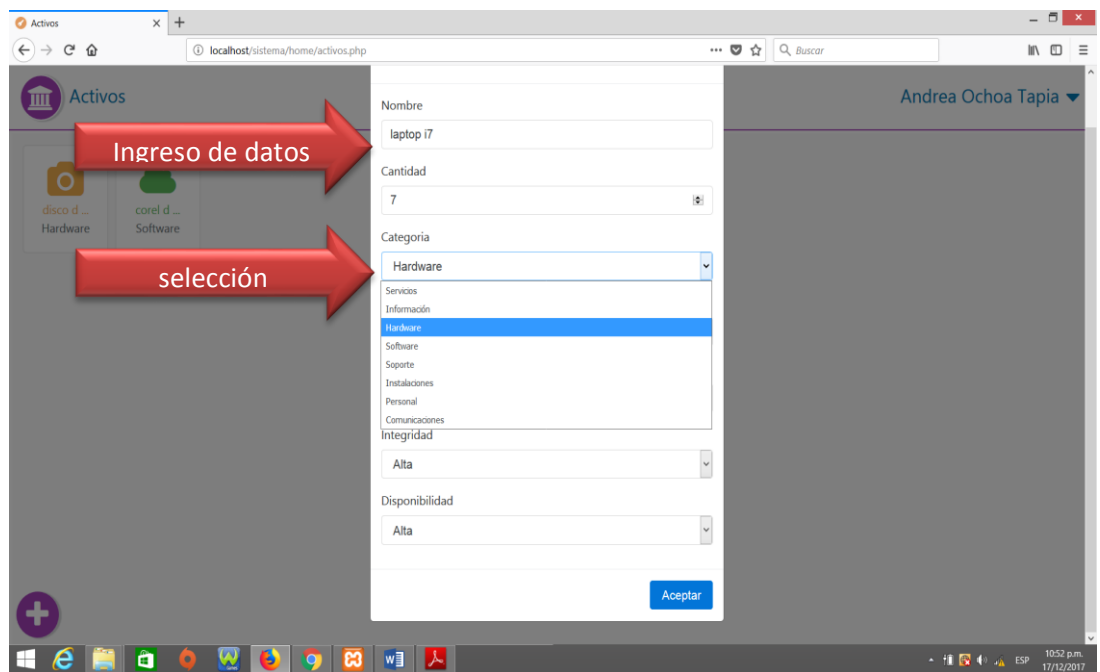 Activos
localhost/sistema/home/activos.php
Buscar
Activos
Andrea Ochoa Tapia
disco d ...
Hardware
corel d ...
Software
Ingreso de datos
selección
Nombre
laptop i7
Cantidad
7
Categoria
Hardware
Servicios
Información
Hardware
Software
Soporte
Instalaciones
Personal
Comunicaciones
Integridad
Alta
Disponibilidad
Alta
Aceptar
ESP
10:52 p.m.
17/12/2017